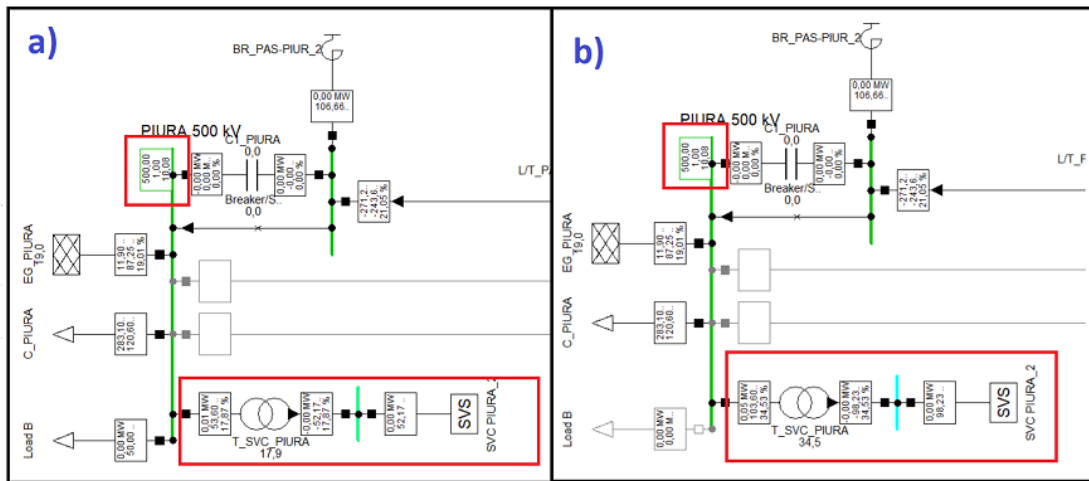 a)
BR_PAS-PIUR_2
0,00 MW
106,66..
PIURA 500 kV
C1_PIURA
0,0
500,00
1,00
10,08
-0,00 MW
0,00 M..
0,00 %
0,00 MW
-0,00 ..
0,00 %
Breaker/S..
0,0
L/T_PA
-271,2..
-243,6..
21,05 %
EG_PIURA
19,0
11,90 ..
87,25 ..
19,01 %
C_PIURA
283,10..
120,60..
Load B
0,00 MW
50,00 ..
0,01 MW
53,60 ..
17,87 %
-0,00 MW
-52,17 ..
17,87 %
0,00 MW
52,17 ..
T_SVC_PIURA
17,9
SVS
SVC PIURA_2
b)
BR_PAS-PIUR_2
0,00 MW
106,66..
PIURA 500 kV
C1_PIURA
0,0
500,00
1,00
10,08
-0,00 MW
0,00 M..
0,00 %
0,00 MW
-0,00 ..
0,00 %
Breaker/S..
0,0
L/T_F
-271,2..
-243,6..
21,05 %
EG_PIURA
19,0
11,90 ..
87,25 ..
19,01 %
C_PIURA
283,10..
120,60..
Load B
0,00 MW
0,00 M..
0,05 MW
103,60 ..
34,53 %
-0,00 MW
-98,23 ..
34,53 %
0,00 MW
98,23 ..
T_SVC_PIURA
34,5
SVS
SVC PIURA_2